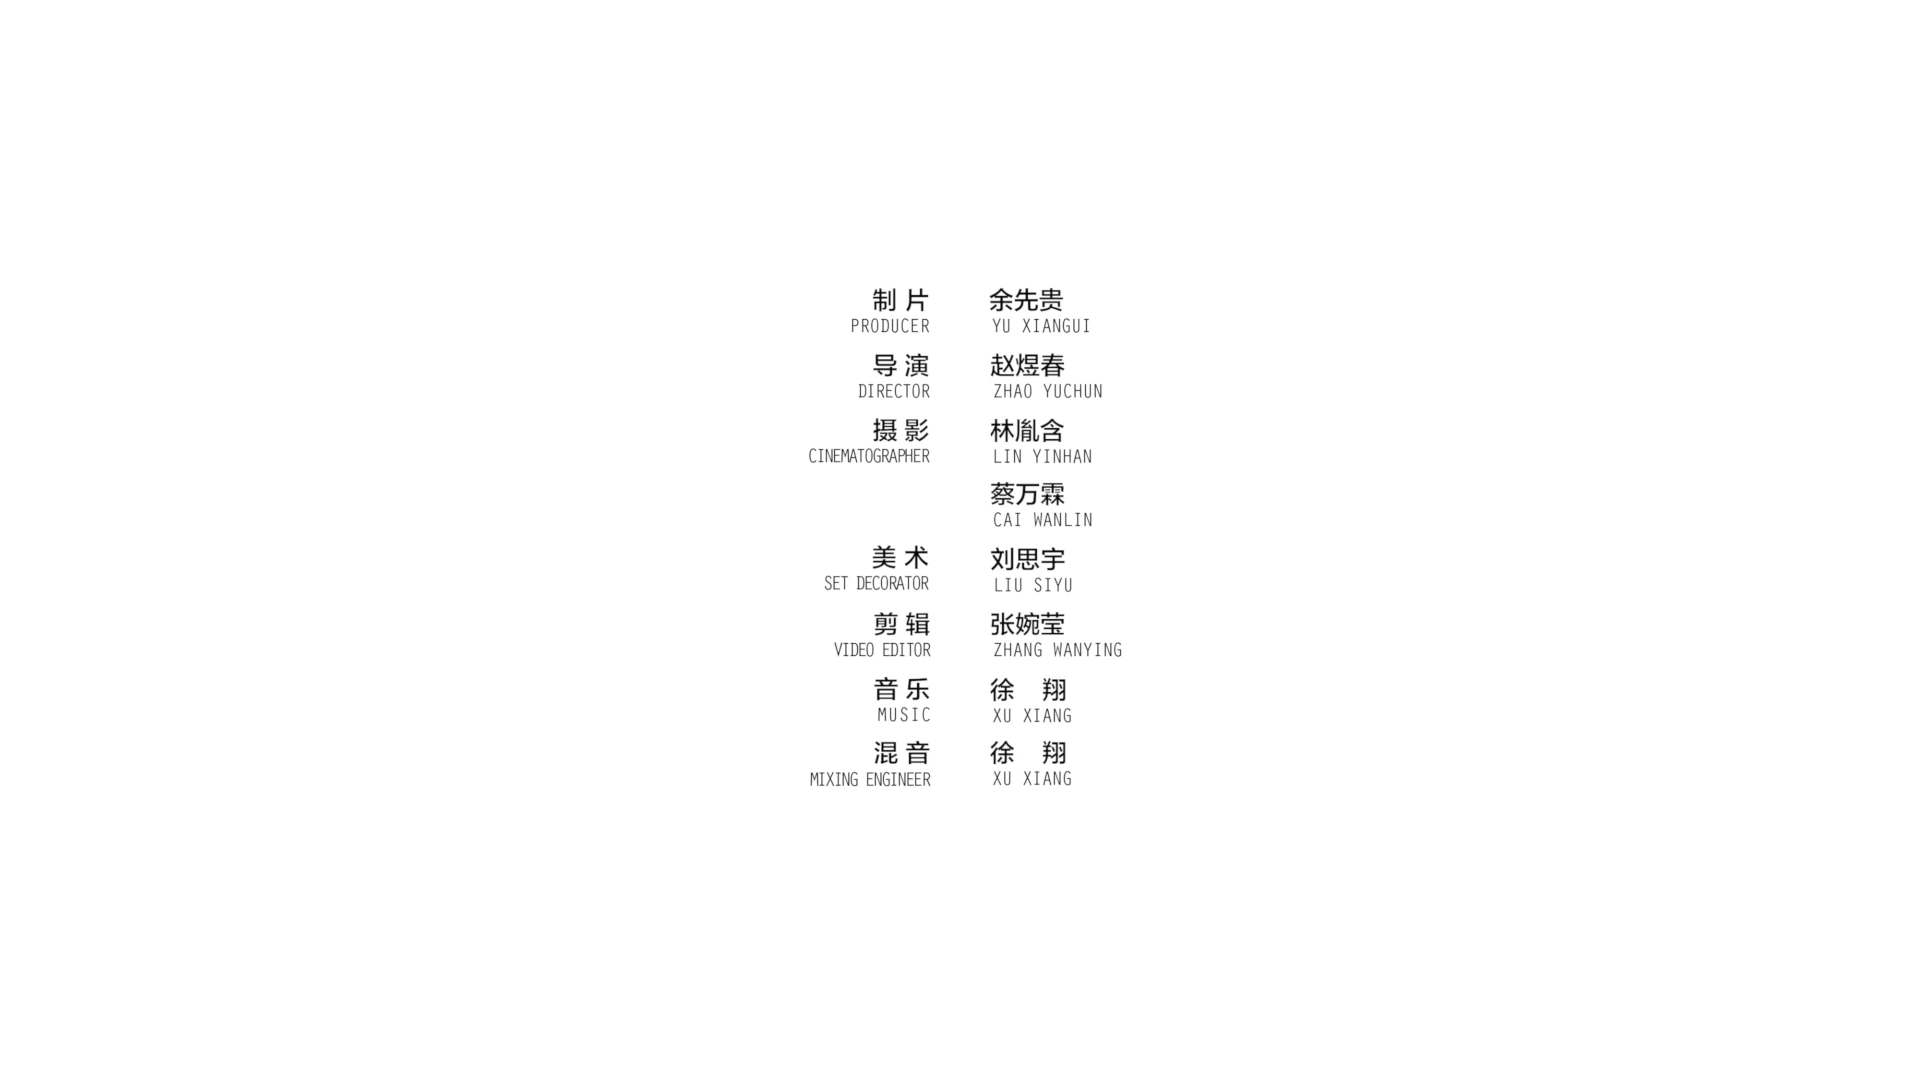 制片 余先贵
PRODUCER YU XIANGUI
导演 赵煜春
DIRECTOR ZHAO YUCHUN
摄影 林胤含
CINEMATOGRAPHER LIN YINHAN
蔡万霖
CAI WANLIN
美术 刘思宇
SET DECORATOR LIU SIYU
剪辑 张婉莹
VIDEO EDITOR ZHANG WANYING
音乐 徐 翔
MUSIC XU XIANG
混音 徐 翔
MIXING ENGINEER XU XIANG